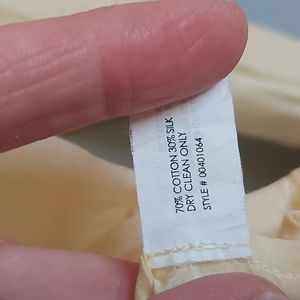 70% COTTON 30% SILK
DRY CLEAN ONLY
STYLE # 00401064